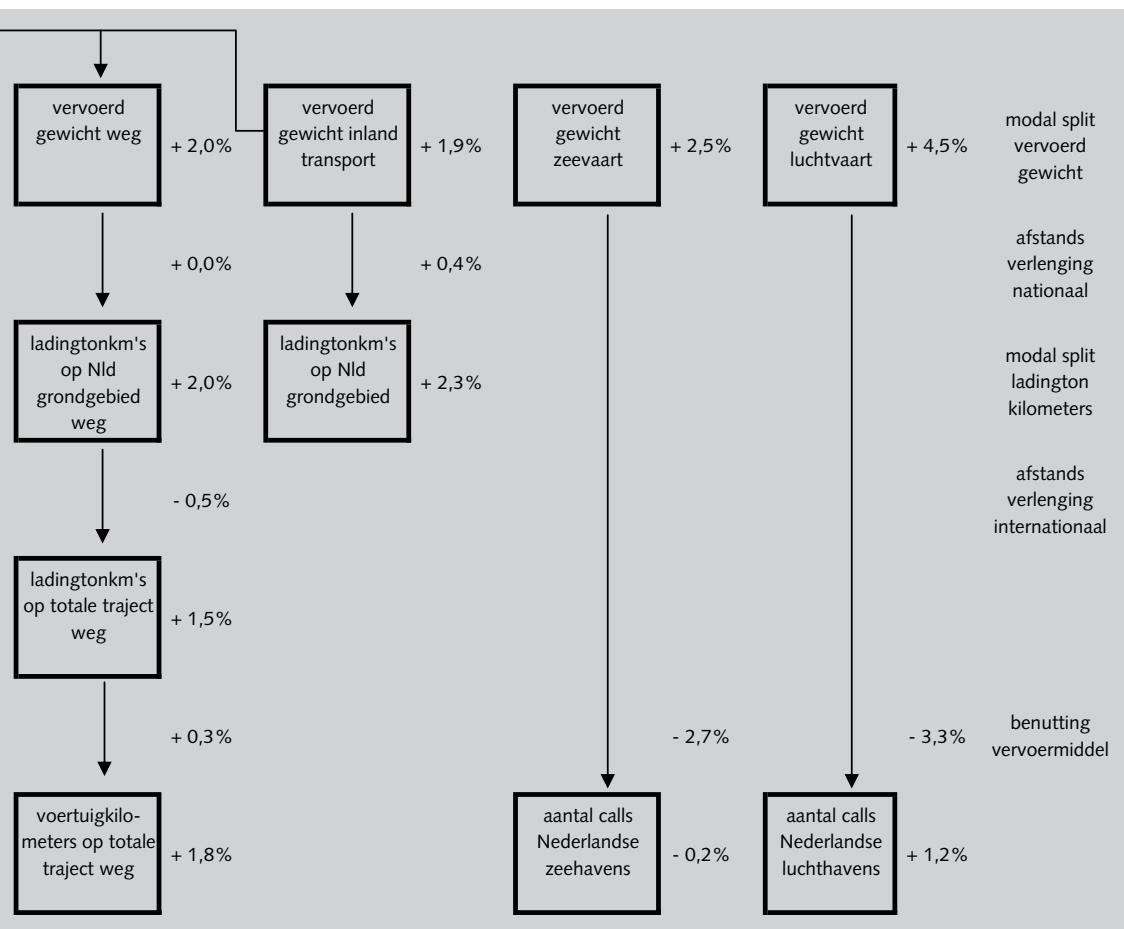 vervoerd
gewicht weg
+ 2,0%
vervoerd
gewicht inland
transport
+ 1,9%
vervoerd
gewicht
zeevaart
+ 2,5%
vervoerd
gewicht
luchtvaart
+ 4,5%
modal split
vervoerd
gewicht
+ 0,0%
+ 0,4%
afstands
verlenging
nationaal
ladingtonkm's
op Nld
grondgebied
weg
+ 2,0%
ladingtonkm's
op Nld
grondgebied
+ 2,3%
modal split
ladington
kilometers
- 0,5%
afstands
verlenging
internationaal
ladingtonkm's
op totale traject
weg
+ 1,5%
+ 0,3%
- 2,7%
- 3,3%
benutting
vervoermiddel
voertuigkilo-
meters op totale
traject weg
+ 1,8%
aantal calls
Nederlandse
zeehavens
- 0,2%
aantal calls
Nederlandse
luchthavens
+ 1,2%